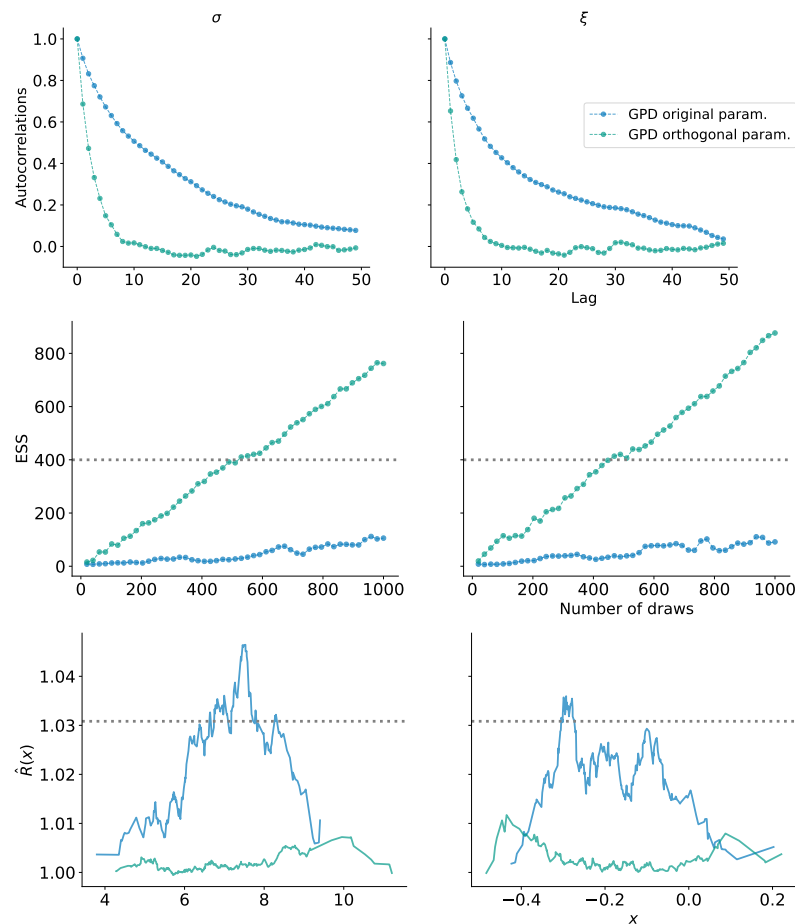 σ
ξ
1.0
0.8
0.6
0.4
0.2
0.0
Autocorrelations
GPD original param.
GPD orthogonal param.
0 10 20 30 40 50
0 10 20 30 40 50
Lag
800
600
400
200
0
ESS
0 200 400 600 800 1000
0 200 400 600 800 1000
Number of draws
1.04
1.03
1.02
1.01
1.00
R̂(x)
4 6 8 10
−0.4 −0.2 0.0 0.2
x